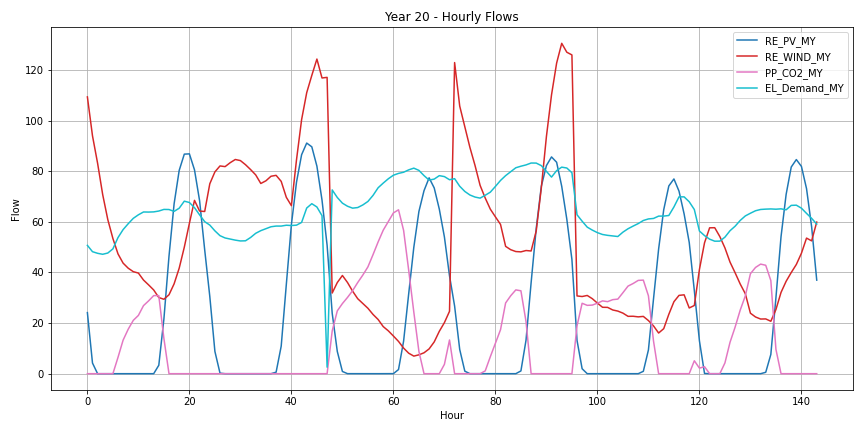 Year 20 - Hourly Flows
RE_PV_MY
RE_WIND_MY
PP_CO2_MY
EL_Demand_MY
Flow
120
100
80
60
40
20
0
0 20 40 60 80 100 120 140
Hour